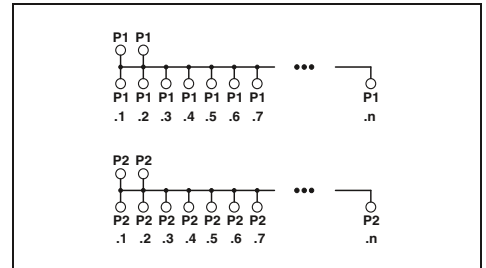 P1 P1
P1 P1 P1 P1 P1 P1 P1 P1
.1 .2 .3 .4 .5 .6 .7 .n
P2 P2
P2 P2 P2 P2 P2 P2 P2 P2
.1 .2 .3 .4 .5 .6 .7 .n